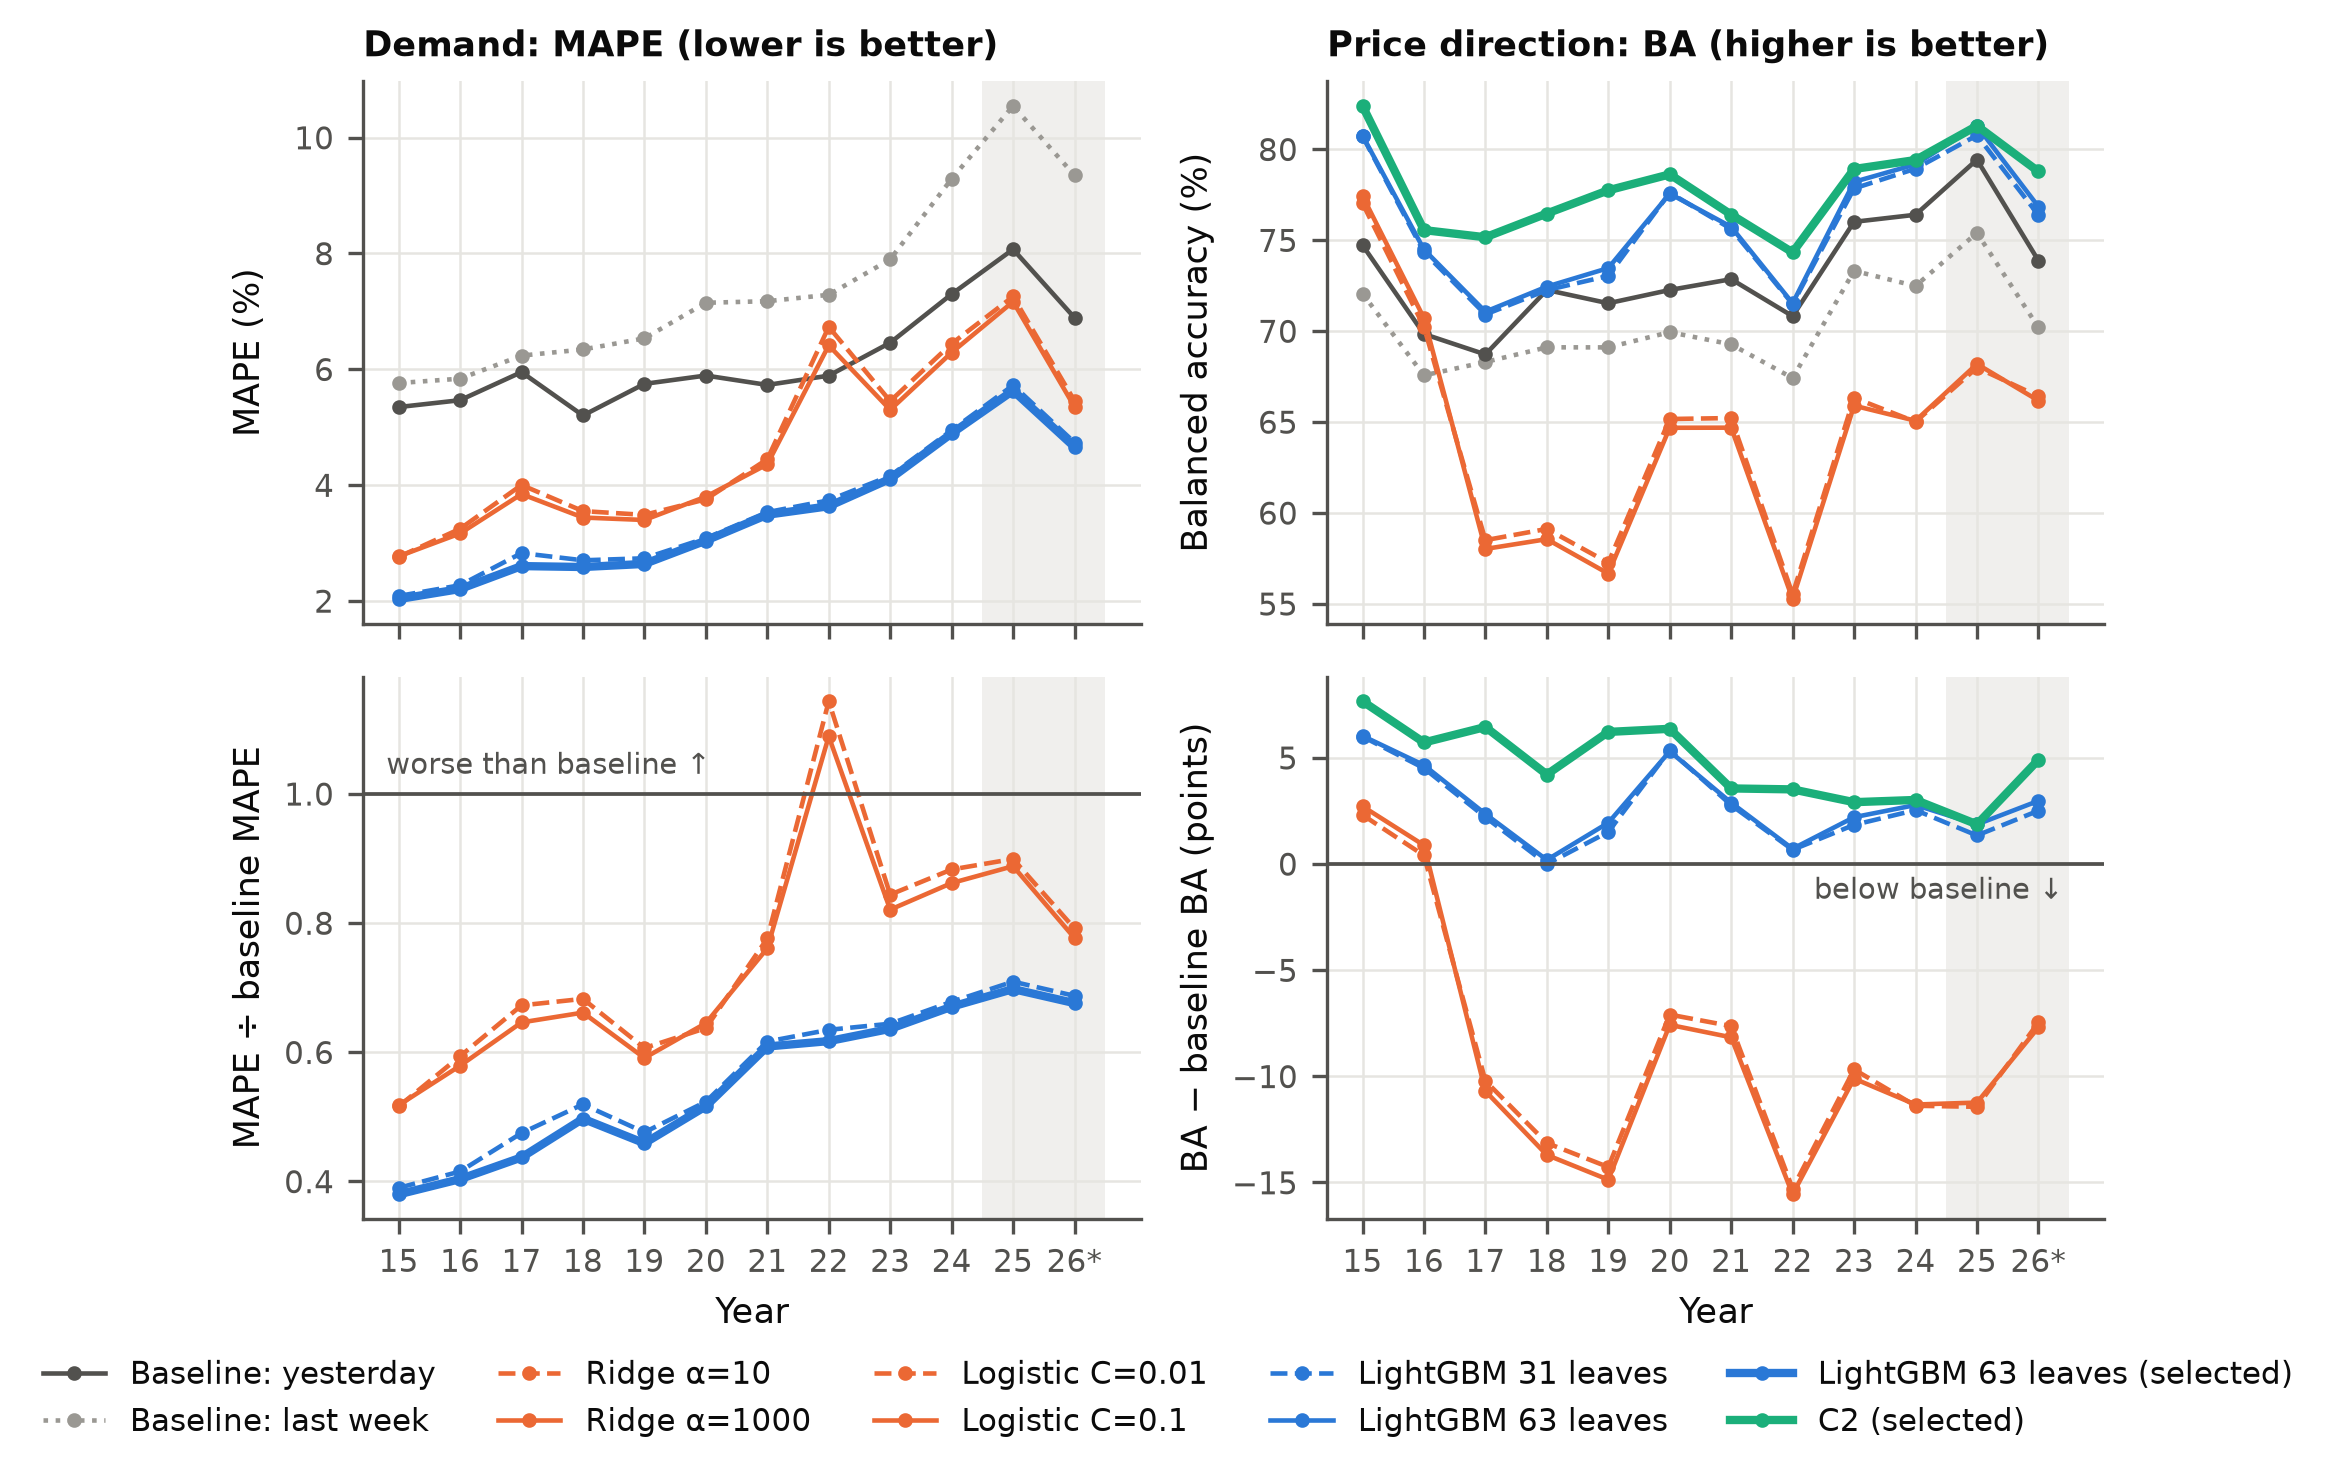 Demand: MAPE (lower is better)
Price direction: BA (higher is better)
MAPE (%)
10
8
6
4
2
Balanced accuracy (%)
80
75
70
65
60
55
MAPE ÷ baseline MAPE
worse than baseline ↑
1.0
0.8
0.6
0.4
15 16 17 18 19 20 21 22 23 24 25 26*
Year
BA − baseline BA (points)
5
0
below baseline ↓
−5
−10
−15
15 16 17 18 19 20 21 22 23 24 25 26*
Year
Baseline: yesterday
Baseline: last week
Ridge α=10
Ridge α=1000
Logistic C=0.01
Logistic C=0.1
LightGBM 31 leaves
LightGBM 63 leaves
LightGBM 63 leaves (selected)
C2 (selected)